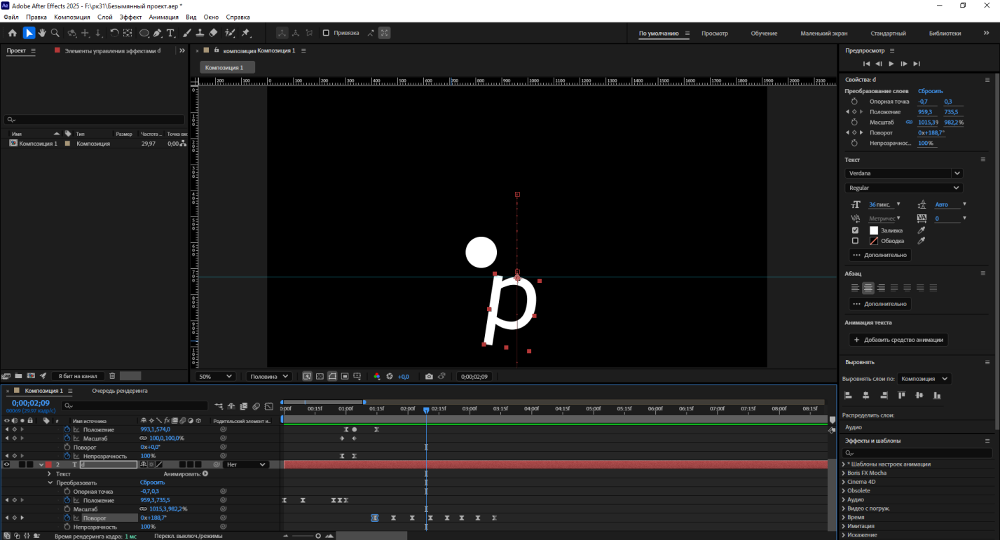 Adobe After Effects 2025 - F:\рк31\Безымянный проект.aep *
Файл Правка Композиция Слой Эффект Анимация Вид Окно Справка
Привязка По умолчанию Просмотр Обучение Маленький экран Стандартный Библиотеки
Проект Элементы управления эффектами d
композиция Композиция 1
Предпросмотр
Композиция 1
200 100 0 100 200 300 400 500 600 700 800 900 1000 1100 1200 1300 1400 1500 1600 1700 1800 1900 2000 2100
Имя Тип Размер Частота ... Точка вх
Композиция 1 Композиция 29,97 0;00
Свойства: d
Преобразование слоев Сбросить
Опорная точка -0,7 0,3
Положение 959,3 735,5
Масштаб 1015,39 982,2%
Поворот 0x+188,7°
Непрозрачнос... 100%
Текст
Verdana
Regular
36 пикс. Авто
Метричес 0
Заливка
Обводка
Дополнительно
Абзац
Дополнительно
Анимация текста
Добавить средство анимации
p
8 бит на канал
50% Половина +0,0 0;00;02;09
Выровнять
Выровнять слои по: Композиция
Распределить слои:
Аудио
Эффекты и шаблоны
* Шаблоны настроек анимации
Boris FX Mocha
Cinema 4D
Obsolete
Аудио
Видео с погруж.
Время
Имитация
Искажение
Композиция 1 Очередь рендеринга
0;00;02;09
00069 (29.97 кадр/с)
0:00f 00:15f 01:00f 01:15f 02:00f 02:15f 03:00f 03:15f 04:00f 04:15f 05:00f 05:15f 06:00f 06:15f 07:00f 07:15f 08:00f 08:15f
# Имя источника Родительский элемент и...
Положение 993,1,574,0
Масштаб 100,0,100,0%
Поворот 0x+0,0°
Непрозрачность 100%
2 T d Нет
Текст Анимировать:
Преобразовать Сбросить
Опорная точка -0,7,0,3
Положение 959,3,735,5
Масштаб 1015,3,982,2%
Поворот 0x+188,7°
Непрозрачность 100%
Время рендеринга кадра: 1 мс Перекл. выключ./режимы